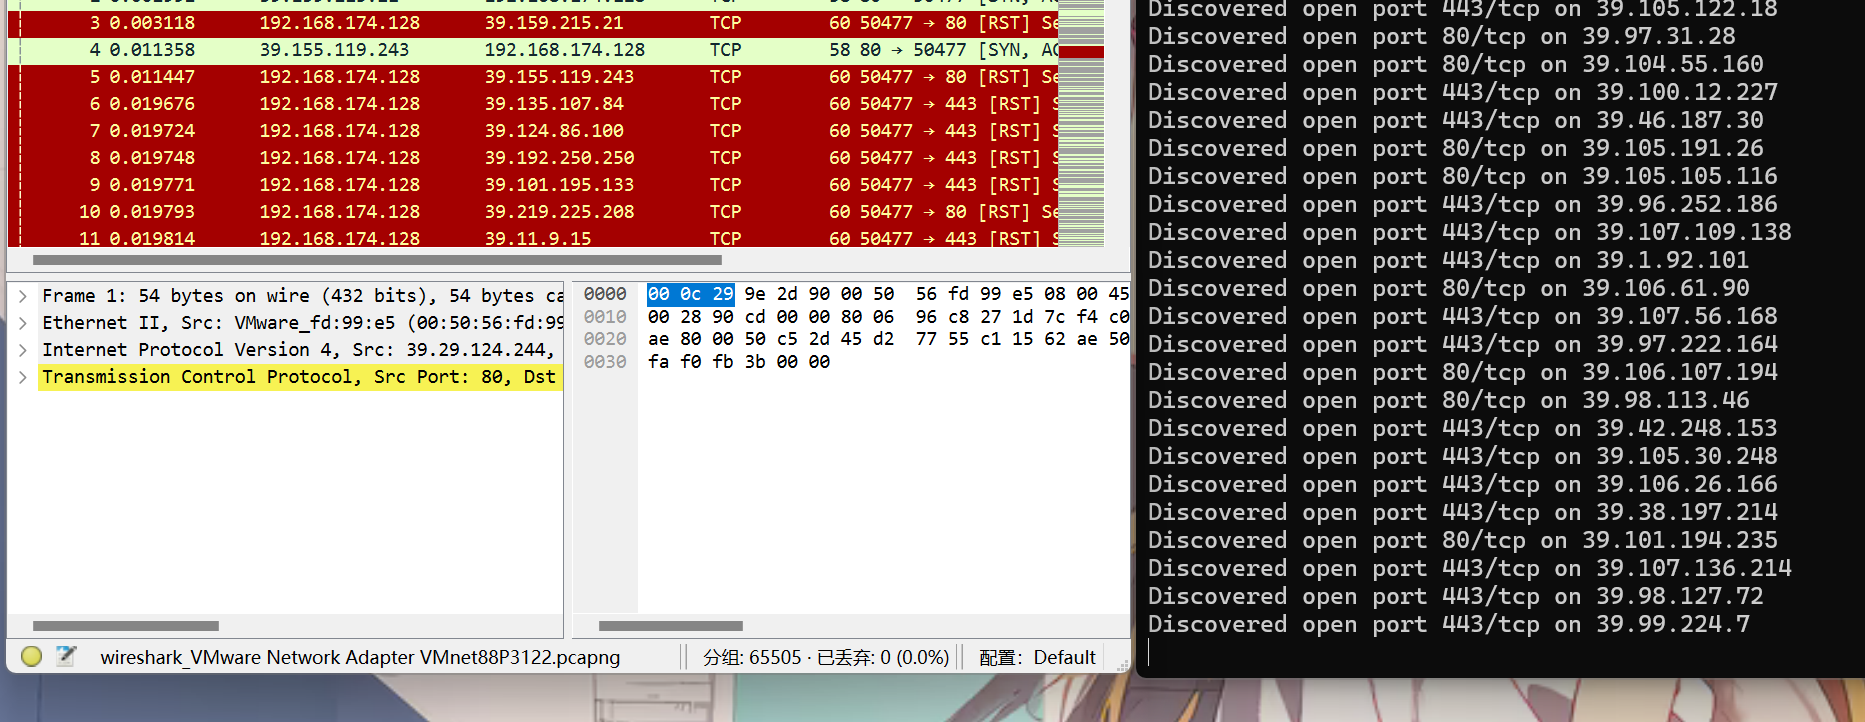 3 0.003118 192.168.174.128 39.159.215.21 TCP 60 50477 → 80 [RST] Se
4 0.011358 39.155.119.243 192.168.174.128 TCP 58 80 → 50477 [SYN, AC
5 0.011447 192.168.174.128 39.155.119.243 TCP 60 50477 → 80 [RST] Se
6 0.019676 192.168.174.128 39.135.107.84 TCP 60 50477 → 443 [RST] S
7 0.019724 192.168.174.128 39.124.86.100 TCP 60 50477 → 443 [RST] S
8 0.019748 192.168.174.128 39.192.250.250 TCP 60 50477 → 443 [RST] S
9 0.019771 192.168.174.128 39.101.195.133 TCP 60 50477 → 443 [RST] S
10 0.019793 192.168.174.128 39.219.225.208 TCP 60 50477 → 80 [RST] Se
11 0.019814 192.168.174.128 39.11.9.15 TCP 60 50477 → 443 [RST] S
Frame 1: 54 bytes on wire (432 bits), 54 bytes ca
Ethernet II, Src: VMware_fd:99:e5 (00:50:56:fd:99
Internet Protocol Version 4, Src: 39.29.124.244,
Transmission Control Protocol, Src Port: 80, Dst
0000 00 0c 29 9e 2d 90 00 50 56 fd 99 e5 08 00 45
0010 00 28 90 cd 00 00 80 06 96 c8 27 1d 7c f4 c0
0020 ae 80 00 50 c5 2d 45 d2 77 55 c1 15 62 ae 50
0030 fa f0 fb 3b 00 00
wireshark_VMware Network Adapter VMnet88P3122.pcapng
分组: 65505 · 已丢弃: 0 (0.0%)
配置: Default
Discovered open port 443/tcp on 39.105.122.18
Discovered open port 80/tcp on 39.97.31.28
Discovered open port 80/tcp on 39.104.55.160
Discovered open port 443/tcp on 39.100.12.227
Discovered open port 443/tcp on 39.46.187.30
Discovered open port 80/tcp on 39.105.191.26
Discovered open port 80/tcp on 39.105.105.116
Discovered open port 443/tcp on 39.96.252.186
Discovered open port 443/tcp on 39.107.109.138
Discovered open port 443/tcp on 39.1.92.101
Discovered open port 80/tcp on 39.106.61.90
Discovered open port 443/tcp on 39.107.56.168
Discovered open port 443/tcp on 39.97.222.164
Discovered open port 80/tcp on 39.106.107.194
Discovered open port 80/tcp on 39.98.113.46
Discovered open port 443/tcp on 39.42.248.153
Discovered open port 443/tcp on 39.105.30.248
Discovered open port 443/tcp on 39.106.26.166
Discovered open port 443/tcp on 39.38.197.214
Discovered open port 80/tcp on 39.101.194.235
Discovered open port 443/tcp on 39.107.136.214
Discovered open port 443/tcp on 39.98.127.72
Discovered open port 443/tcp on 39.99.224.7